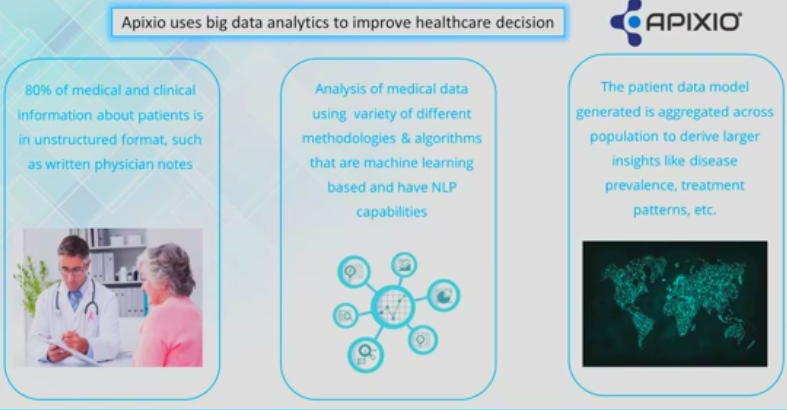 Apixio uses big data analytics to improve healthcare decision
APIXIO
80% of medical and clinical
information about patients is
in unstructured format, such
as written physician notes
Analysis of medical data
using variety of different
methodologies & algorithms
that are machine learning
based and have NLP
capabilities
The patient data model
generated is aggregated across
population to derive larger
insights like disease
prevalence, treatment
patterns, etc.